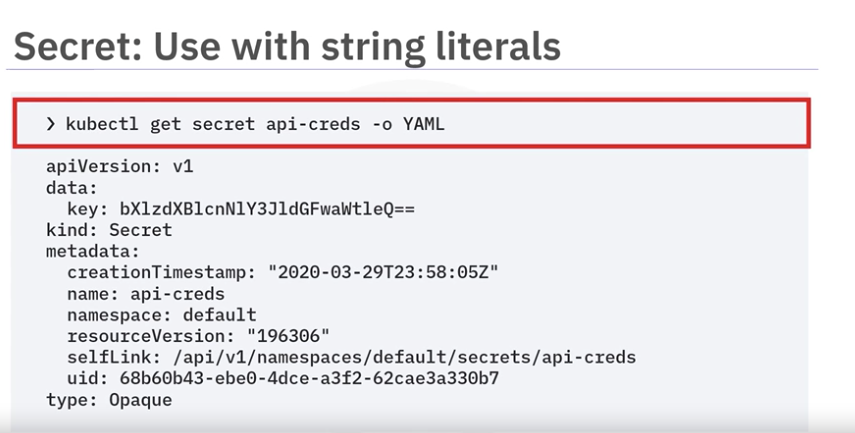 Secret: Use with string literals
❯ kubectl get secret api-creds -o YAML
apiVersion: v1
data:
  key: bXlzdXBlcnNlY3JldGFwaWtleQ==
kind: Secret
metadata:
  creationTimestamp: "2020-03-29T23:58:05Z"
  name: api-creds
  namespace: default
  resourceVersion: "196306"
  selfLink: /api/v1/namespaces/default/secrets/api-creds
  uid: 68b60b43-ebe0-4dce-a3f2-62cae3a330b7
type: Opaque